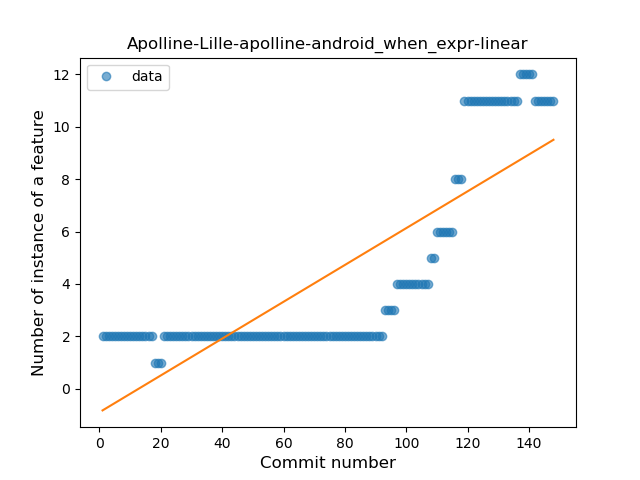 Apolline-Lille-apolline-android_when_expr-linear
data
Number of instance of a feature
12
10
8
6
4
2
0
0 20 40 60 80 100 120 140
Commit number